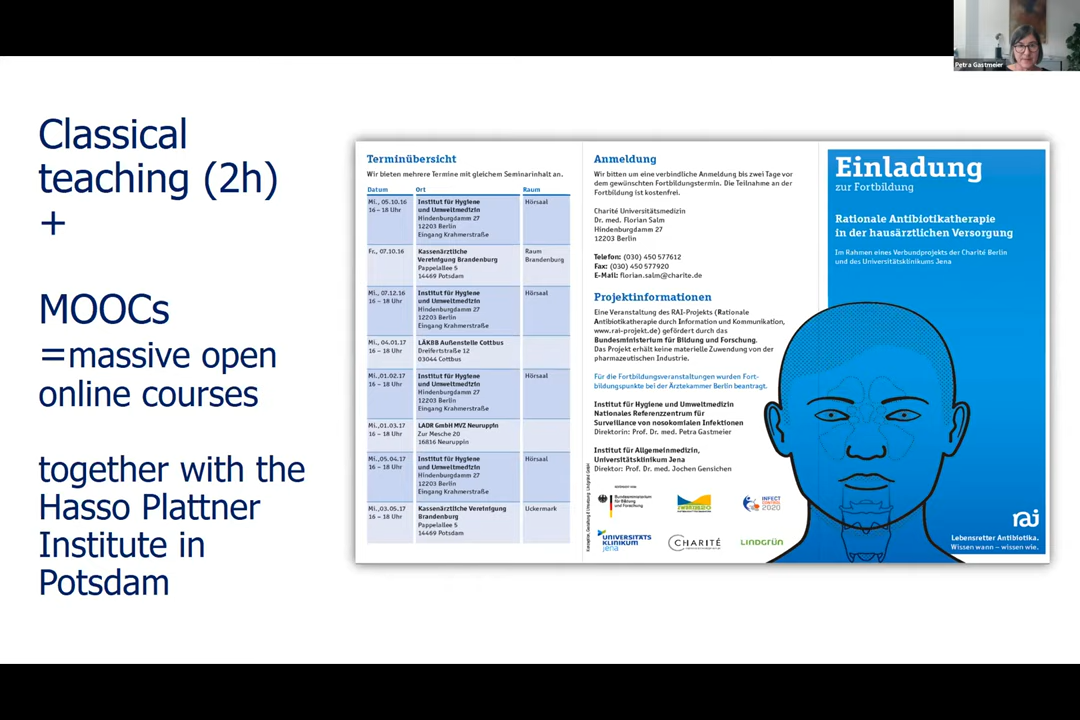 Petra Gastmeier
Classical
teaching (2h)
+
MOOCs
=massive open
online courses
together with the
Hasso Plattner
Institute in
Potsdam
Terminübersicht
Wir bieten mehrere Termine mit gleichem Seminarinhalt an.
Datum Ort Raum
Mi., 05.10.16 Institut für Hygiene Hörsaal
16 – 18 Uhr und Umweltmedizin
Hindenburgdamm 27
12203 Berlin
Eingang Krahmerstraße
Fr., 07.10.16 Kassenärztliche Raum
16 – 18 Uhr Vereinigung Brandenburg Brandenburg
Pappelallee 5
14469 Potsdam
Mi., 07.12.16 Institut für Hygiene Hörsaal
16 – 18 Uhr und Umweltmedizin
Hindenburgdamm 27
12203 Berlin
Eingang Krahmerstraße
Mi., 04.01.17 LÄKBB Außenstelle Cottbus
16 – 18 Uhr Dreifertstraße 12
03044 Cottbus
Mi.,01.02.17 Institut für Hygiene Hörsaal
16 – 18 Uhr und Umweltmedizin
Hindenburgdamm 27
12203 Berlin
Eingang Krahmerstraße
Mi.,01.03.17 LADR GmbH MVZ Neuruppin
16 – 18 Uhr Zur Mesche 20
16816 Neuruppin
Mi.,05.04.17 Institut für Hygiene Hörsaal
16 – 18 Uhr und Umweltmedizin
Hindenburgdamm 27
12203 Berlin
Eingang Krahmerstraße
Mi.,03.05.17 Kassenärztliche Vereinigung Uckermark
16 – 18 Uhr Brandenburg
Pappelallee 5
14469 Potsdam
Anmeldung
Wir bitten um eine verbindliche Anmeldung bis zwei Tage vor
dem gewünschten Fortbildungstermin. Die Teilnahme an der
Fortbildung ist kostenfrei.
Charité Universitätsmedizin
Dr. med. Florian Salm
Hindenburgdamm 27
12203 Berlin
Telefon: (030) 450 577612
Fax: (030) 450 577920
E-Mail: florian.salm@charite.de
Projektinformationen
Eine Veranstaltung des RAI-Projekts (Rationale
Antibiotikatherapie durch Information und Kommunikation,
www.rai-projekt.de) gefördert durch das
Bundesministerium für Bildung und Forschung.
Das Projekt erhält keine materielle Zuwendung von der
pharmazeutischen Industrie.
Für die Fortbildungsveranstaltungen wurden Fort-
bildungspunkte bei der Ärztekammer Berlin beantragt.
Institut für Hygiene und Umweltmedizin
Nationales Referenzzentrum für
Surveillance von nosokomialen Infektionen
Direktorin: Prof. Dr. med. Petra Gastmeier
Institut für Allgemeinmedizin,
Universitätsklinikum Jena
Direktor: Prof. Dr. med. Jochen Gensichen
Bundesministerium
für Bildung
und Forschung
INFECT
CONTROL
2020
UNIVERSITÄTS
KLINIKUM
jena
CHARITÉ
LINDGRÜN
Einladung
zur Fortbildung
Rationale Antibiotikatherapie
in der hausärztlichen Versorgung
Im Rahmen eines Verbundprojekts der Charité Berlin
und des Universitätsklinikums Jena
rai
Lebensretter Antibiotika.
Wissen wann – wissen wie.